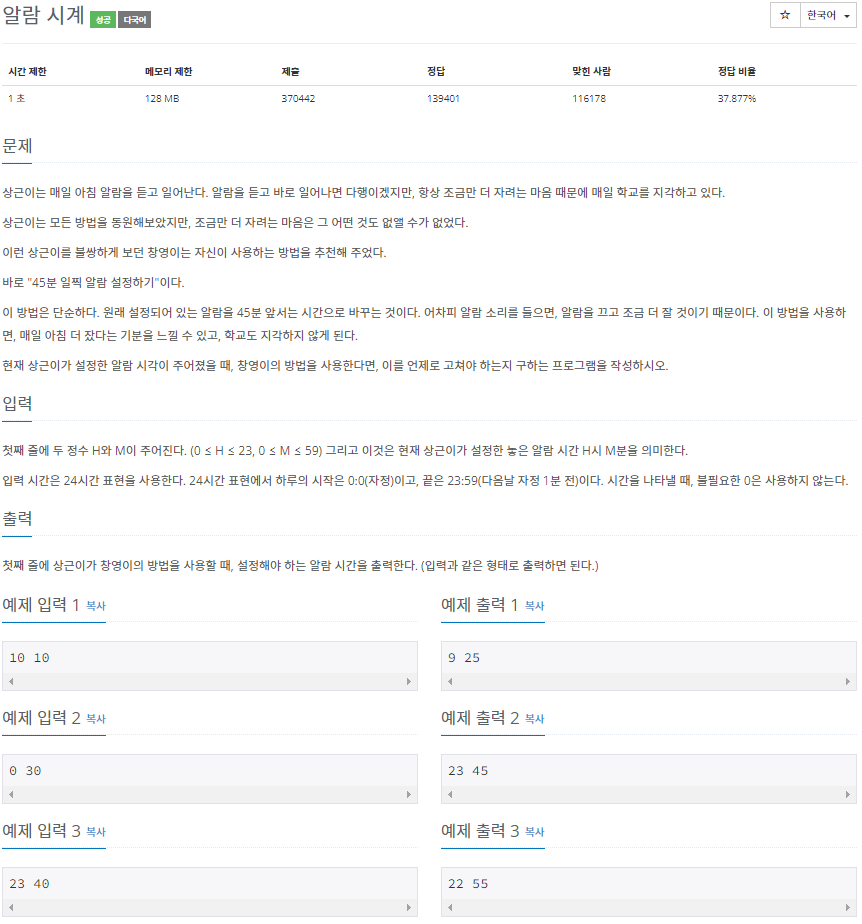 알람 시계 성공 다국어 ☆ 한국어
시간 제한 메모리 제한 제출 정답 맞힌 사람 정답 비율
1 초 128 MB 370442 139401 116178 37.877%
문제
상근이는 매일 아침 알람을 듣고 일어난다. 알람을 듣고 바로 일어나면 다행이겠지만, 항상 조금만 더 자려는 마음 때문에 매일 학교를 지각하고 있다.
상근이는 모든 방법을 동원해보았지만, 조금만 더 자려는 마음은 그 어떤 것도 없앨 수가 없었다.
이런 상근이를 불쌍하게 보던 창영이는 자신이 사용하는 방법을 추천해 주었다.
바로 "45분 일찍 알람 설정하기"이다.
이 방법은 단순하다. 원래 설정되어 있는 알람을 45분 앞서는 시간으로 바꾸는 것이다. 어차피 알람 소리를 들으면, 알람을 끄고 조금 더 잘 것이기 때문이다. 이 방법을 사용하
면, 매일 아침 더 잤다는 기분을 느낄 수 있고, 학교도 지각하지 않게 된다.
현재 상근이가 설정한 알람 시각이 주어졌을 때, 창영이의 방법을 사용한다면, 이를 언제로 고쳐야 하는지 구하는 프로그램을 작성하시오.
입력
첫째 줄에 두 정수 H와 M이 주어진다. (0 ≤ H ≤ 23, 0 ≤ M ≤ 59) 그리고 이것은 현재 상근이가 설정한 놓은 알람 시간 H시 M분을 의미한다.
입력 시간은 24시간 표현을 사용한다. 24시간 표현에서 하루의 시작은 0:0(자정)이고, 끝은 23:59(다음날 자정 1분 전)이다. 시간을 나타낼 때, 불필요한 0은 사용하지 않는다.
출력
첫째 줄에 상근이가 창영이의 방법을 사용할 때, 설정해야 하는 알람 시간을 출력한다. (입력과 같은 형태로 출력하면 된다.)
예제 입력 1 복사 예제 출력 1 복사
10 10 9 25
예제 입력 2 복사 예제 출력 2 복사
0 30 23 45
예제 입력 3 복사 예제 출력 3 복사
23 40 22 55